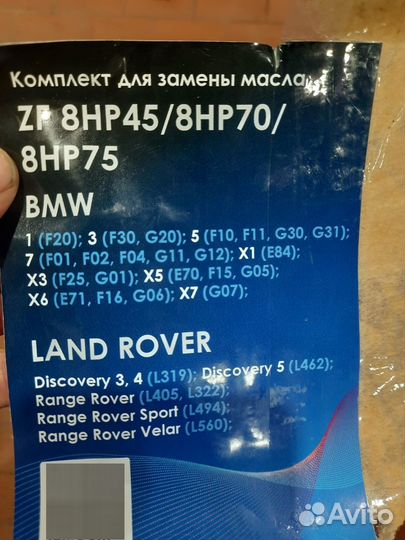 Комплект для замены масла
ZF 8HP45/8HP70/
8HP75
BMW
1 (F20); 3 (F30, G20); 5 (F10, F11, G30, G31);
7 (F01, F02, F04, G11, G12); X1 (E84);
X3 (F25, G01); X5 (E70, F15, G05);
X6 (E71, F16, G06); X7 (G07);
LAND ROVER
Discovery 3, 4 (L319); Discovery 5 (L462);
Range Rover (L405, L322);
Range Rover Sport (L494);
Range Rover Velar (L560);
Avito